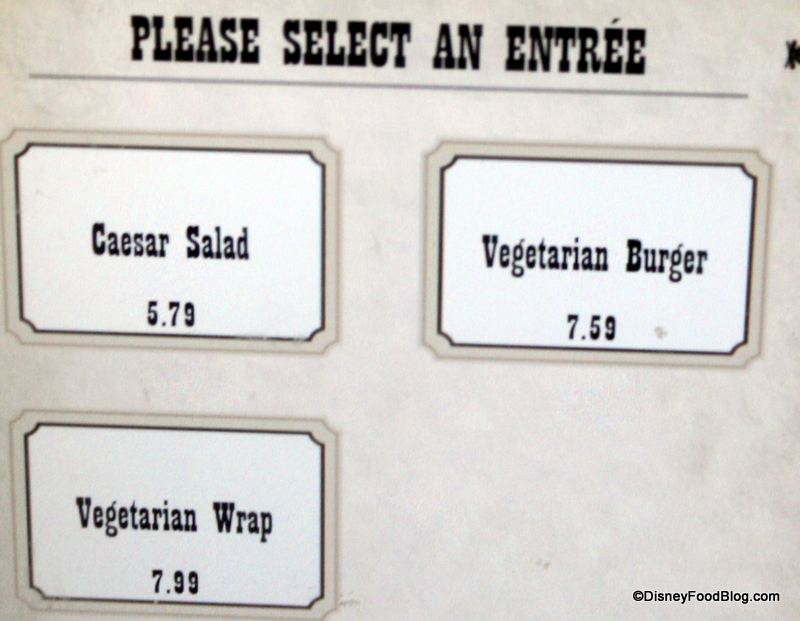 PLEASE SELECT AN ENTRÉE
Caesar Salad
5.79
Vegetarian Burger
7.59
Vegetarian Wrap
7.99
©DisneyFoodBlog.com